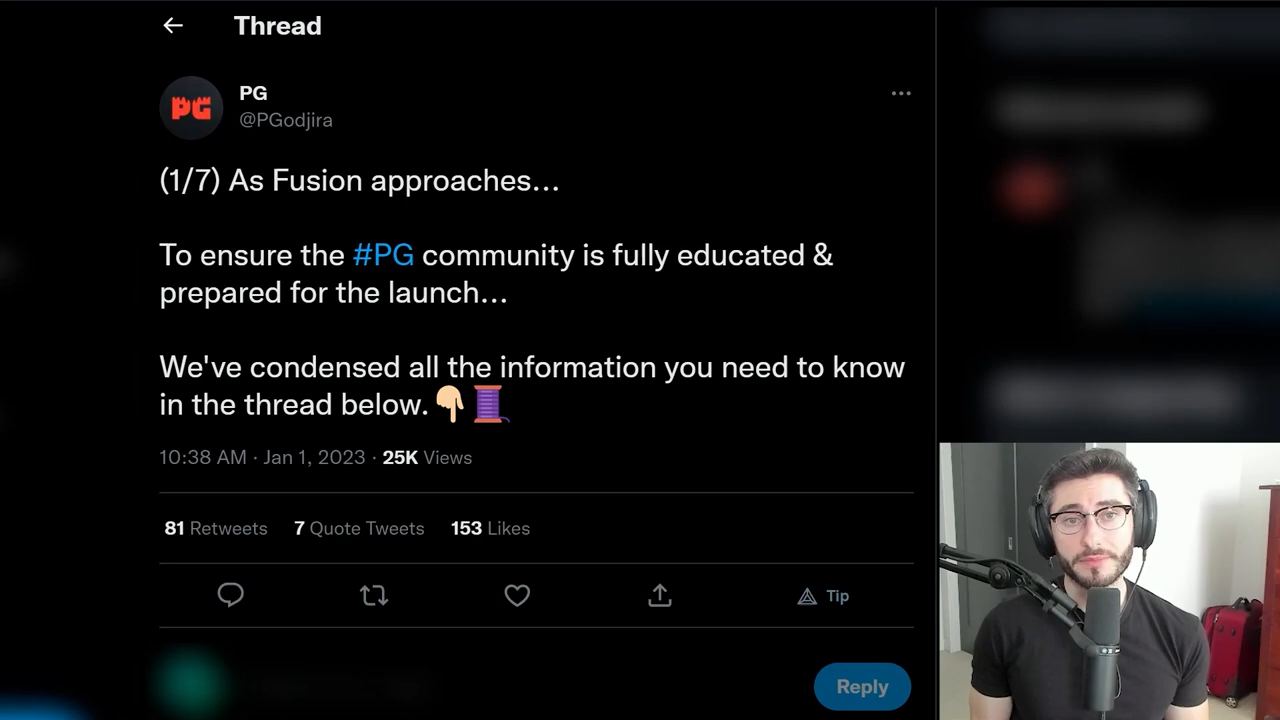 Thread
PG
PG
@PGodjira
(1/7) As Fusion approaches...
To ensure the #PG community is fully educated &
prepared for the launch...
We've condensed all the information you need to know
in the thread below.👇🏻🧵
10:38 AM · Jan 1, 2023 · 25K Views
81 Retweets 7 Quote Tweets 153 Likes
Tip
Reply